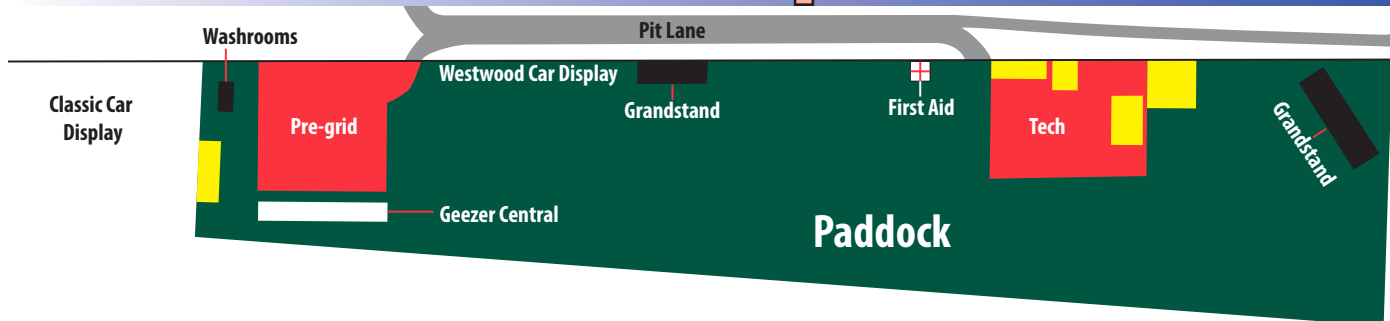 Washrooms
Pit Lane
Classic Car
Display
Westwood Car Display
Grandstand
First Aid
Pre-grid
Tech
Grandstand
Geezer Central
Paddock